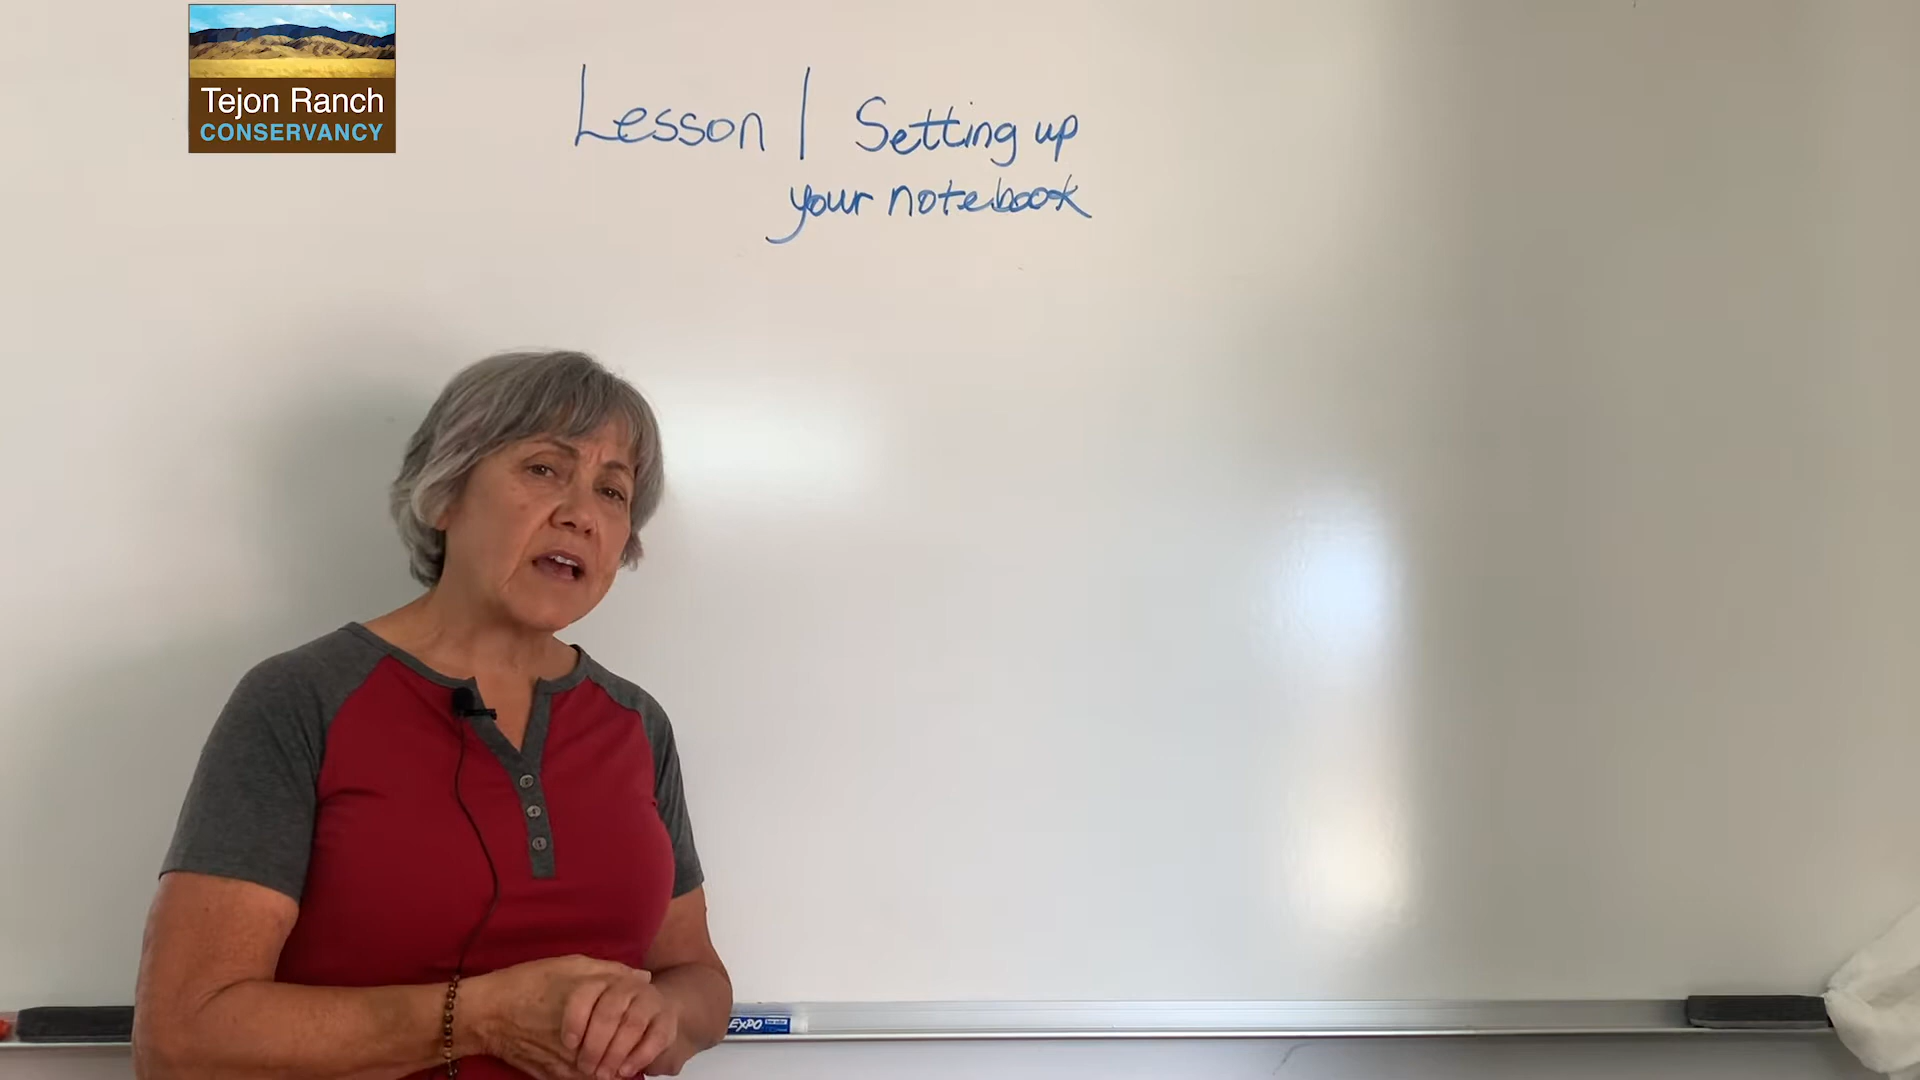 Tejon Ranch
CONSERVANCY
Lesson 1 Setting up
your notebook
EXPO